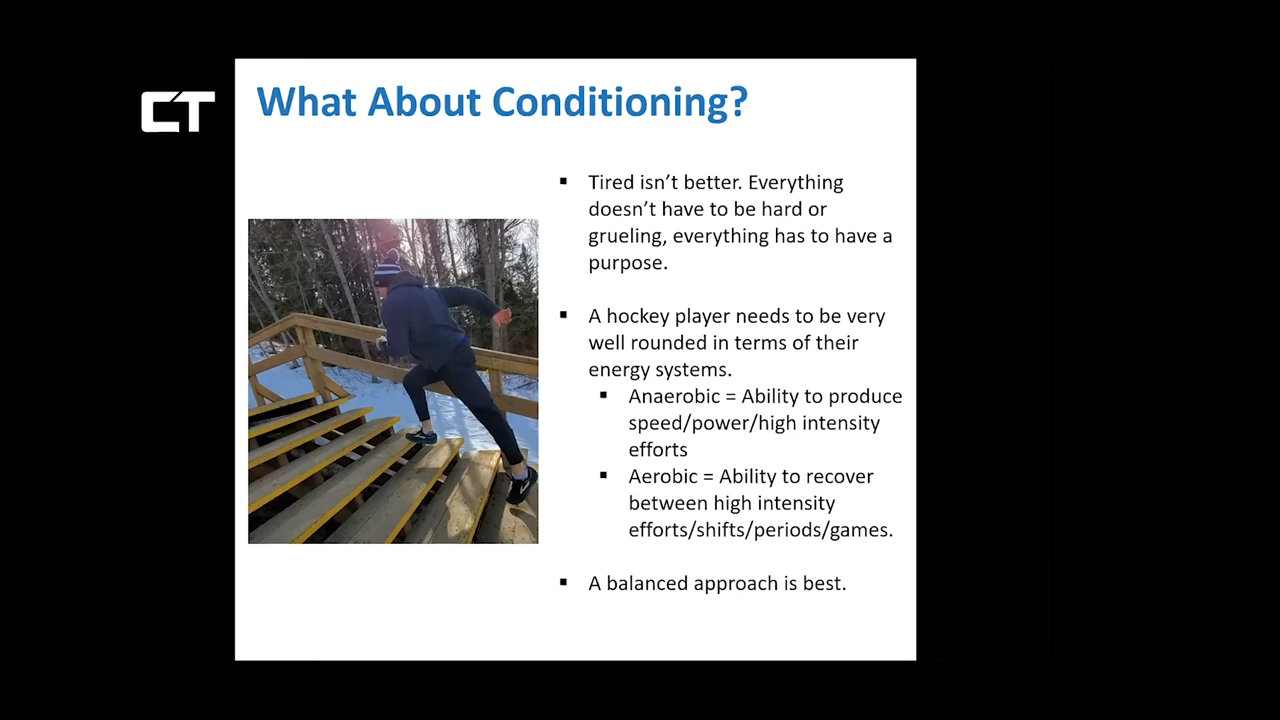 CT
What About Conditioning?
▪ Tired isn’t better. Everything
doesn’t have to be hard or
grueling, everything has to have a
purpose.
▪ A hockey player needs to be very
well rounded in terms of their
energy systems.
▪ Anaerobic = Ability to produce
speed/power/high intensity
efforts
▪ Aerobic = Ability to recover
between high intensity
efforts/shifts/periods/games.
▪ A balanced approach is best.